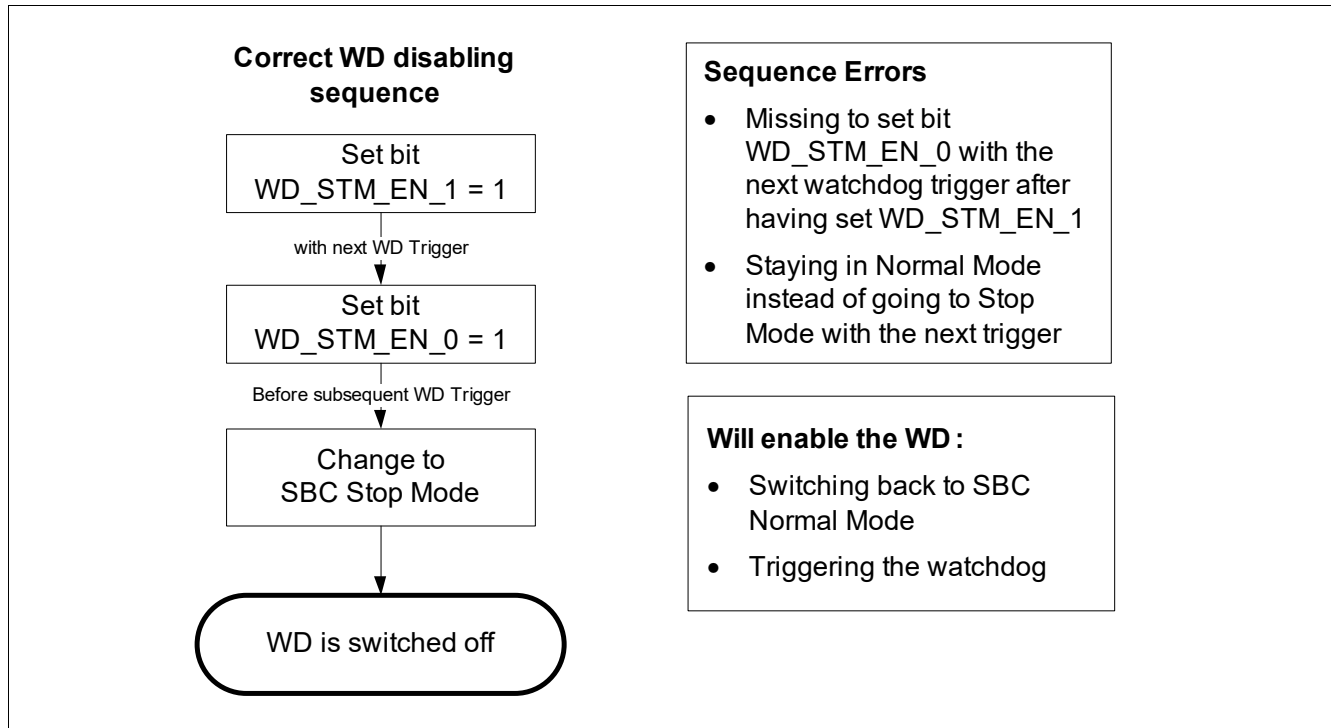 Correct WD disabling
sequence
Set bit
WD_STM_EN_1 = 1
with next WD Trigger
Set bit
WD_STM_EN_0 = 1
Before subsequent WD Trigger
Change to
SBC Stop Mode
WD is switched off
Sequence Errors
• Missing to set bit
WD_STM_EN_0 with the
next watchdog trigger after
having set WD_STM_EN_1
• Staying in Normal Mode
instead of going to Stop
Mode with the next trigger
Will enable the WD :
• Switching back to SBC
Normal Mode
• Triggering the watchdog